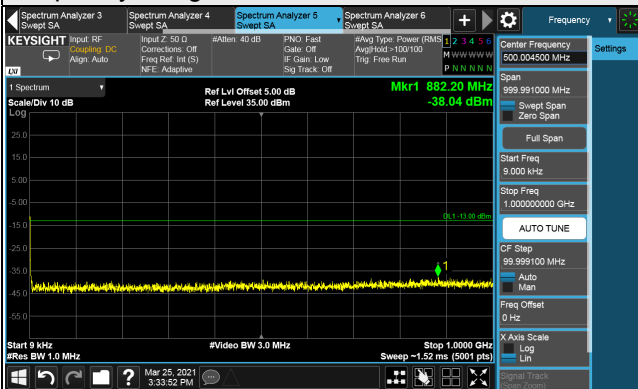 Spectrum Analyzer 3
Swept SA
Spectrum Analyzer 4
Swept SA
Spectrum Analyzer 5
Swept SA
Spectrum Analyzer 6
Swept SA
+
Frequency
KEYSIGHT
Input: RF
Coupling: DC
Align: Auto
Input Z: 50 Ω
Corrections: Off
Freq Ref: Int (S)
NFE: Adaptive
#Atten: 40 dB
PNO: Fast
Gate: Off
IF Gain: Low
Sig Track: Off
#Avg Type: Power (RMS
Avg|Hold >100/100
Trig: Free Run
1 2 3 4 5 6
M W W W W W
P N N N N N
LXI
1 Spectrum
Scale/Div 10 dB
Log
Ref Lvl Offset 5.00 dB
Ref Level 35.00 dBm
Mkr1 882.20 MHz
-38.04 dBm
25.0
15.0
5.00
-5.00
-15.0
-25.0
-35.0
-45.0
-55.0
DL1 -13.00 dBm
1
Start 9 kHz
#Res BW 1.0 MHz
#Video BW 3.0 MHz
Stop 1.0000 GHz
Sweep ~1.52 ms (5001 pts)
?
Mar 25, 2021
3:33:52 PM
Center Frequency
500.004500 MHz
Settings
Span
999.991000 MHz
Swept Span
Zero Span
Full Span
Start Freq
9.000 kHz
Stop Freq
1.000000000 GHz
AUTO TUNE
CF Step
99.999100 MHz
Auto
Man
Freq Offset
0 Hz
X Axis Scale
Log
Lin
Signal Track
(Span Zoom)